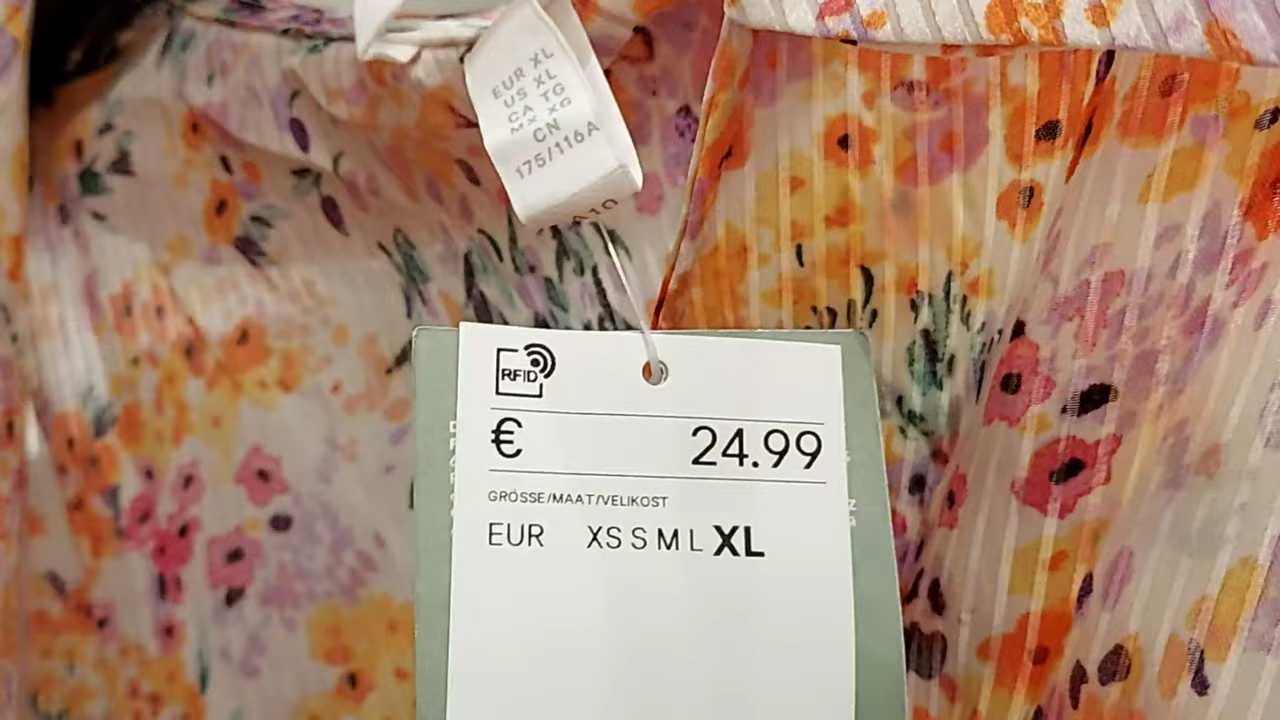 EUR XL
US XL
CA TG
MX XG
CN
175/116A
A10
RFID
€ 24.99
GRÖSSE/MAAT/VELIKOST
EUR XS S M L XL